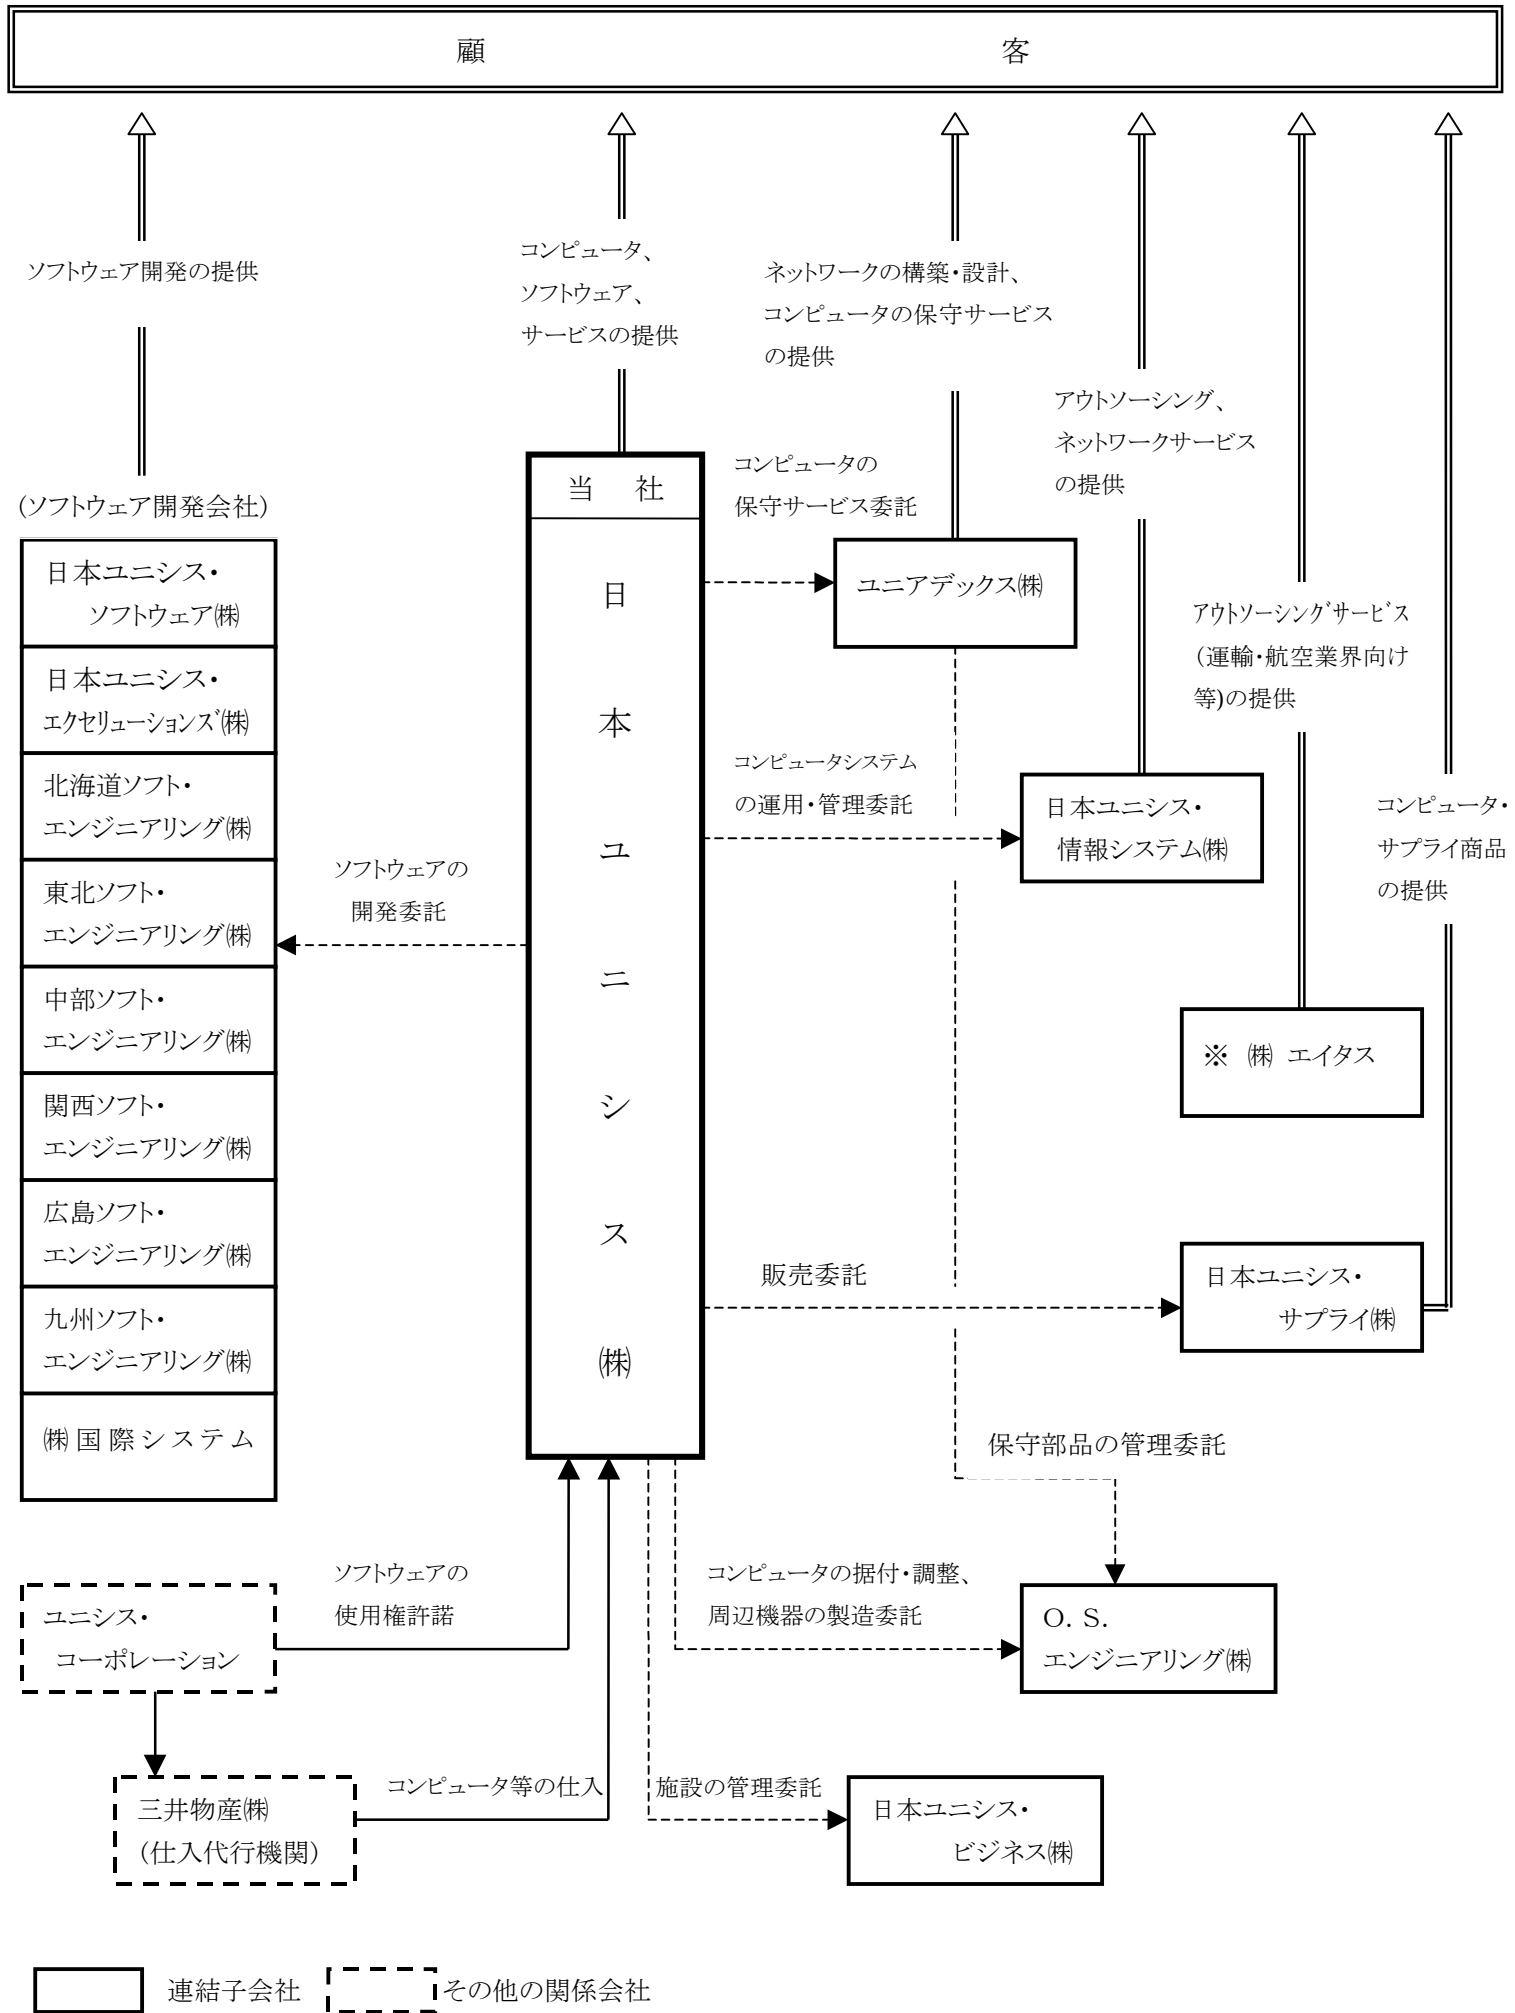 顧　客
ソフトウェア開発の提供
コンピュータ、
ソフトウェア、
サービスの提供
ネットワークの構築・設計、
コンピュータの保守サービス
の提供
アウトソーシング、
ネットワークサービス
の提供
アウトソーシングサービス
(運輸・航空業界向け
等)の提供
コンピュータ・
サプライ商品
の提供
(ソフトウェア開発会社)
日本ユニシス・
ソフトウェア㈱
日本ユニシス・
エクセリューションズ㈱
北海道ソフト・
エンジニアリング㈱
東北ソフト・
エンジニアリング㈱
中部ソフト・
エンジニアリング㈱
関西ソフト・
エンジニアリング㈱
広島ソフト・
エンジニアリング㈱
九州ソフト・
エンジニアリング㈱
㈱国際システム
ソフトウェアの
開発委託
当　社
日
本
ユ
ニ
シ
ス
㈱
コンピュータの
保守サービス委託
ユニアデックス㈱
コンピュータシステム
の運用・管理委託
日本ユニシス・
情報システム㈱
※ ㈱ エイタス
販売委託
日本ユニシス・
サプライ㈱
保守部品の管理委託
ユニシス・
コーポレーション
ソフトウェアの
使用権許諾
コンピュータの据付・調整、
周辺機器の製造委託
O. S.
エンジニアリング㈱
三井物産㈱
(仕入代行機関)
コンピュータ等の仕入
施設の管理委託
日本ユニシス・
ビジネス㈱
連結子会社
その他の関係会社